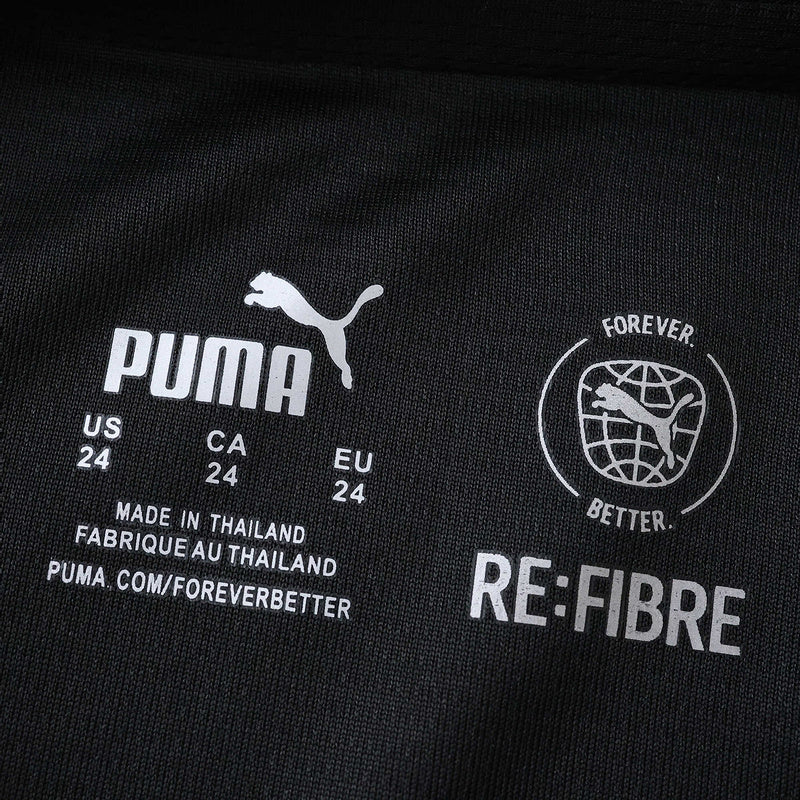 PUMA
US
24
CA
24
EU
24
MADE IN THAILAND
FABRIQUE AU THAILAND
PUMA.COM/FOREVERBETTER
FOREVER.
BETTER.
RE:FIBRE